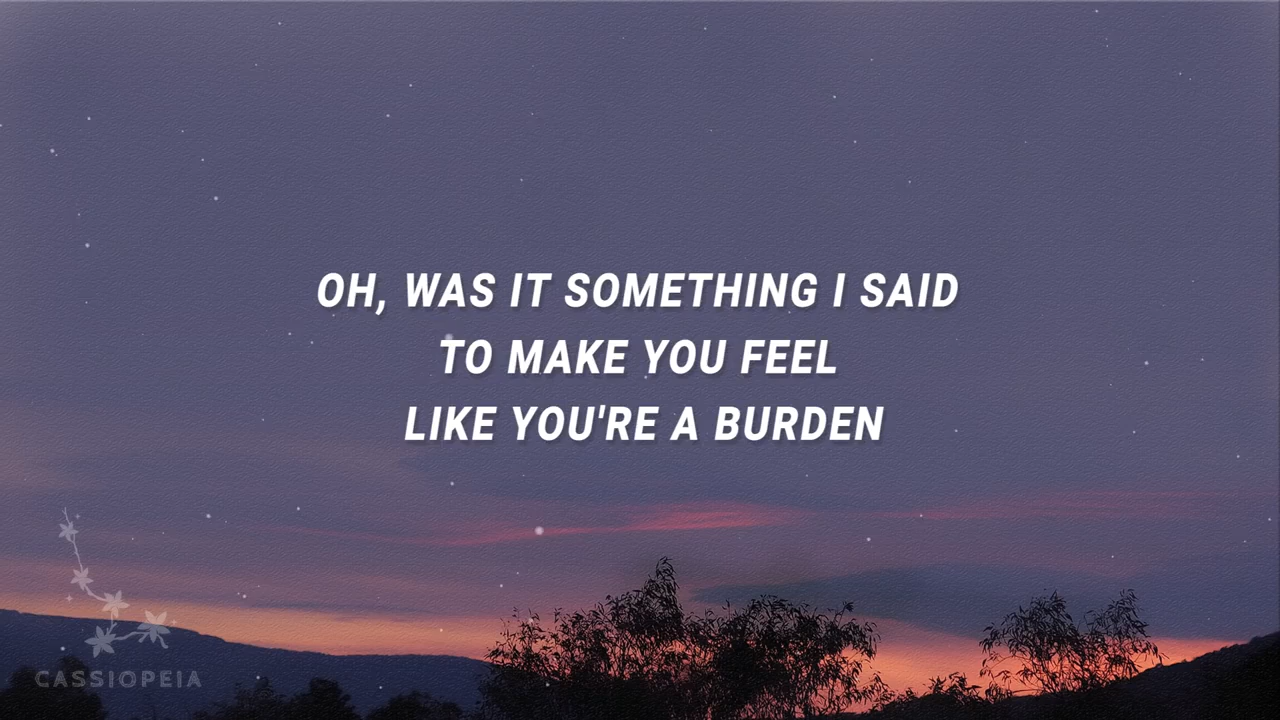 OH, WAS IT SOMETHING I SAID
TO MAKE YOU FEEL
LIKE YOU'RE A BURDEN
CASSIOPEIA